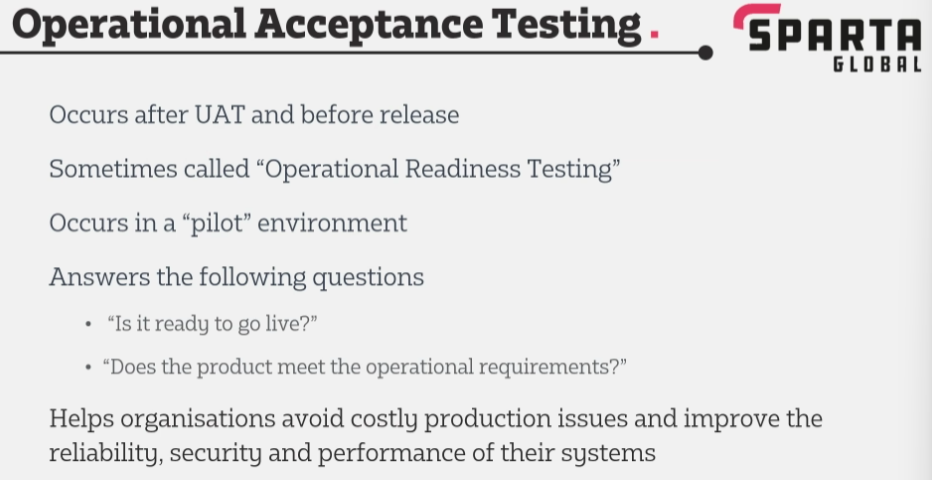 Operational Acceptance Testing .
SPARTA
GLOBAL
Occurs after UAT and before release
Sometimes called “Operational Readiness Testing”
Occurs in a “pilot” environment
Answers the following questions
• “Is it ready to go live?”
• “Does the product meet the operational requirements?”
Helps organisations avoid costly production issues and improve the
reliability, security and performance of their systems